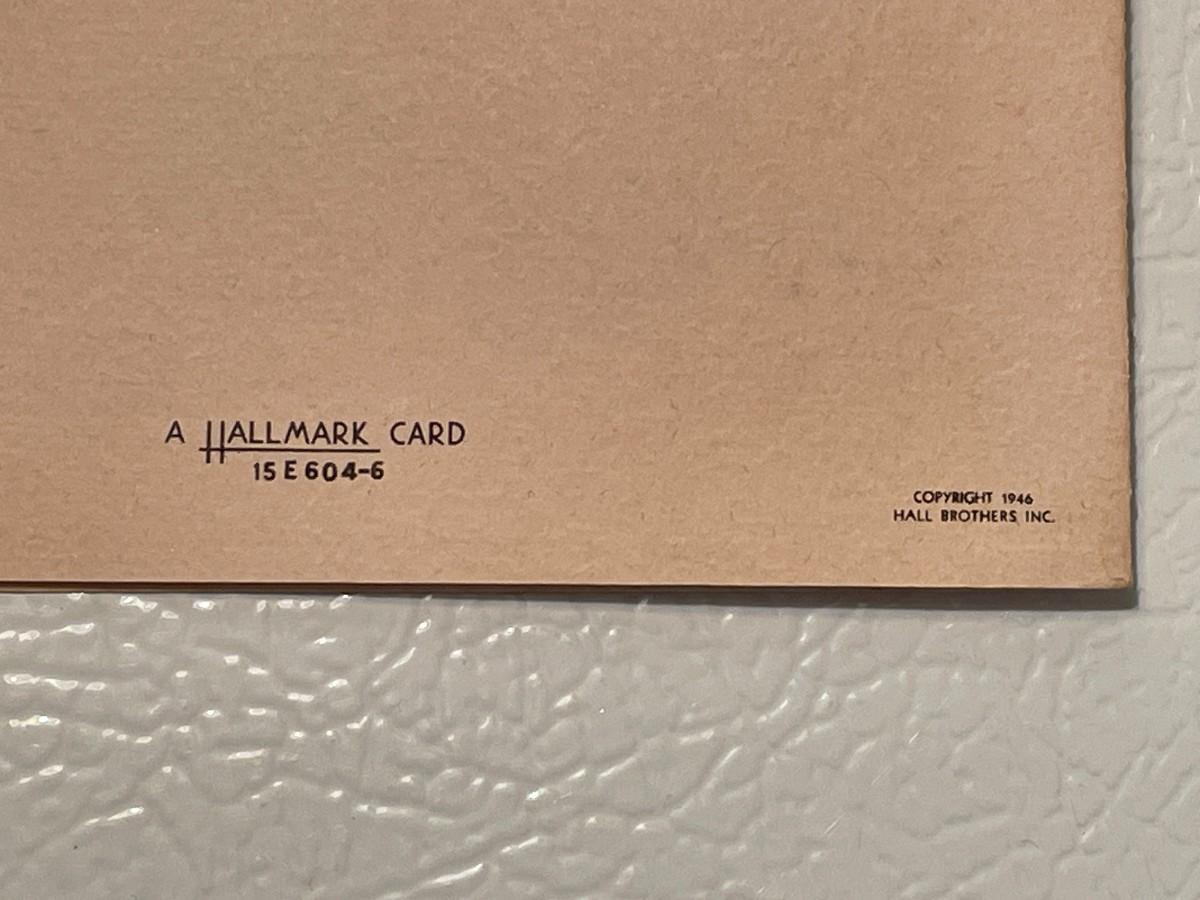 A HALLMARK CARD
15 E 604-6
COPYRIGHT 1946
HALL BROTHERS INC.